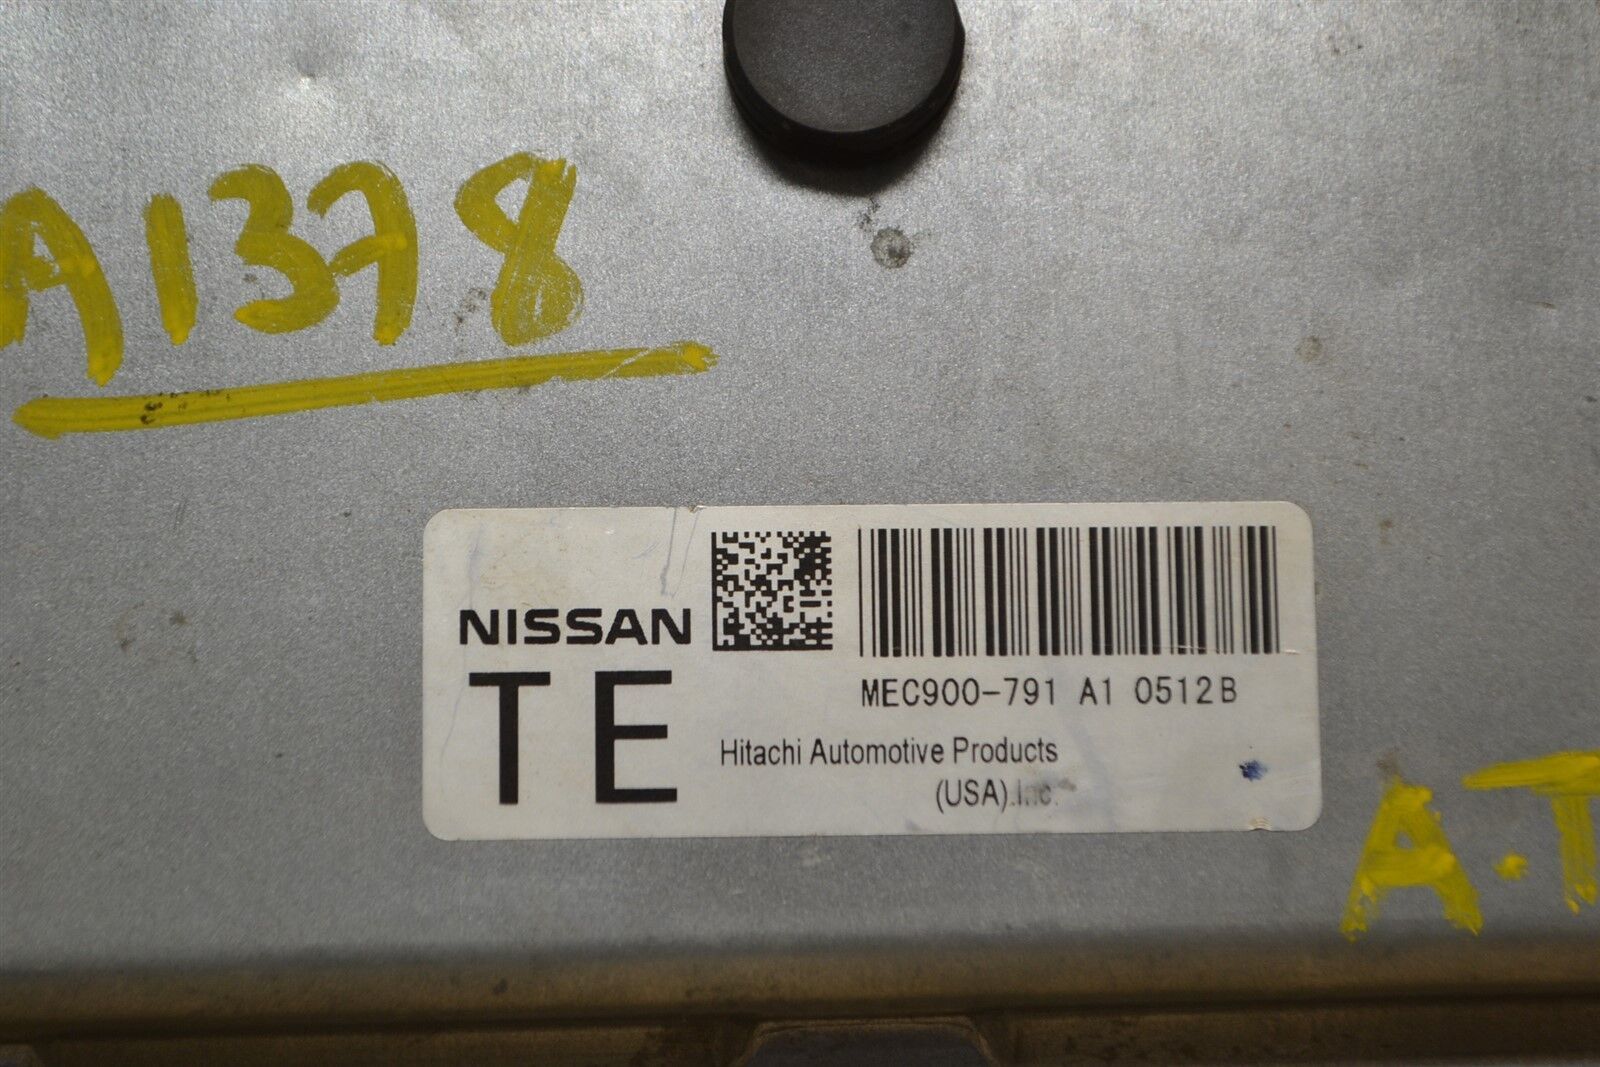 A1378
NISSAN
TE
MEC900-791 A1 0512B
Hitachi Automotive Products
(USA).Inc.
A.T